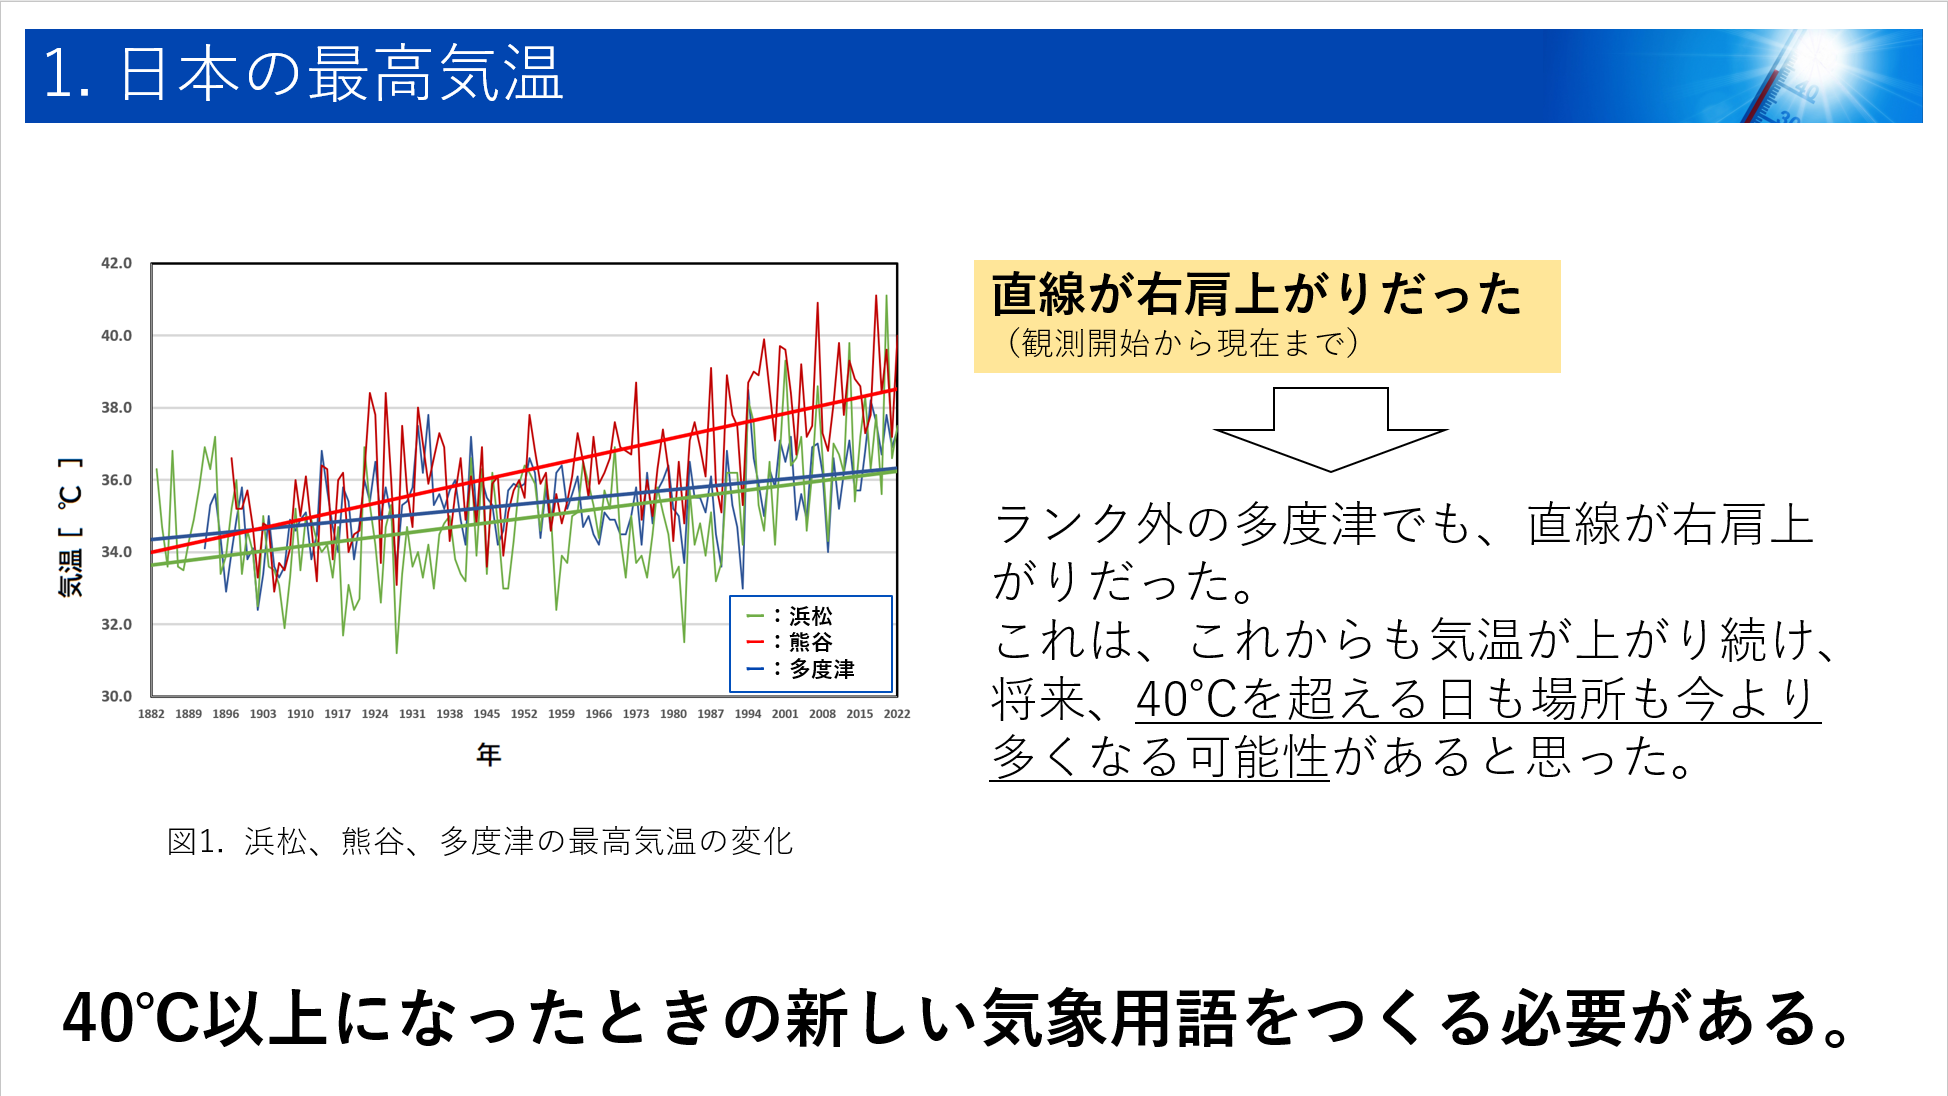 1. 日本の最高気温
40
30
42.0
40.0
38.0
36.0
34.0
32.0
30.0
気温 [ ℃ ]
1882 1889 1896 1903 1910 1917 1924 1931 1938 1945 1952 1959 1966 1973 1980 1987 1994 2001 2008 2015 2022
年
ー：浜松
ー：熊谷
ー：多度津
図1. 浜松、熊谷、多度津の最高気温の変化
直線が右肩上がりだった
（観測開始から現在まで）
ランク外の多度津でも、直線が右肩上
がりだった。
これは、これからも気温が上がり続け、
将来、40℃を超える日も場所も今より
多くなる可能性があると思った。
40℃以上になったときの新しい気象用語をつくる必要がある。